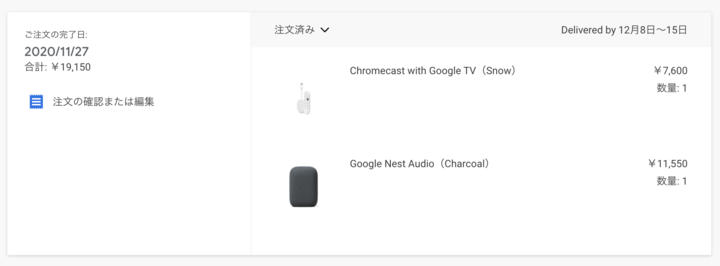 ご注文の完了日:
2020/11/27
合計: ￥19,150
注文の確認または編集
注文済み
Delivered by 12月8日～15日
Chromecast with Google TV（Snow）
￥7,600
数量: 1
Google Nest Audio（Charcoal）
￥11,550
数量: 1